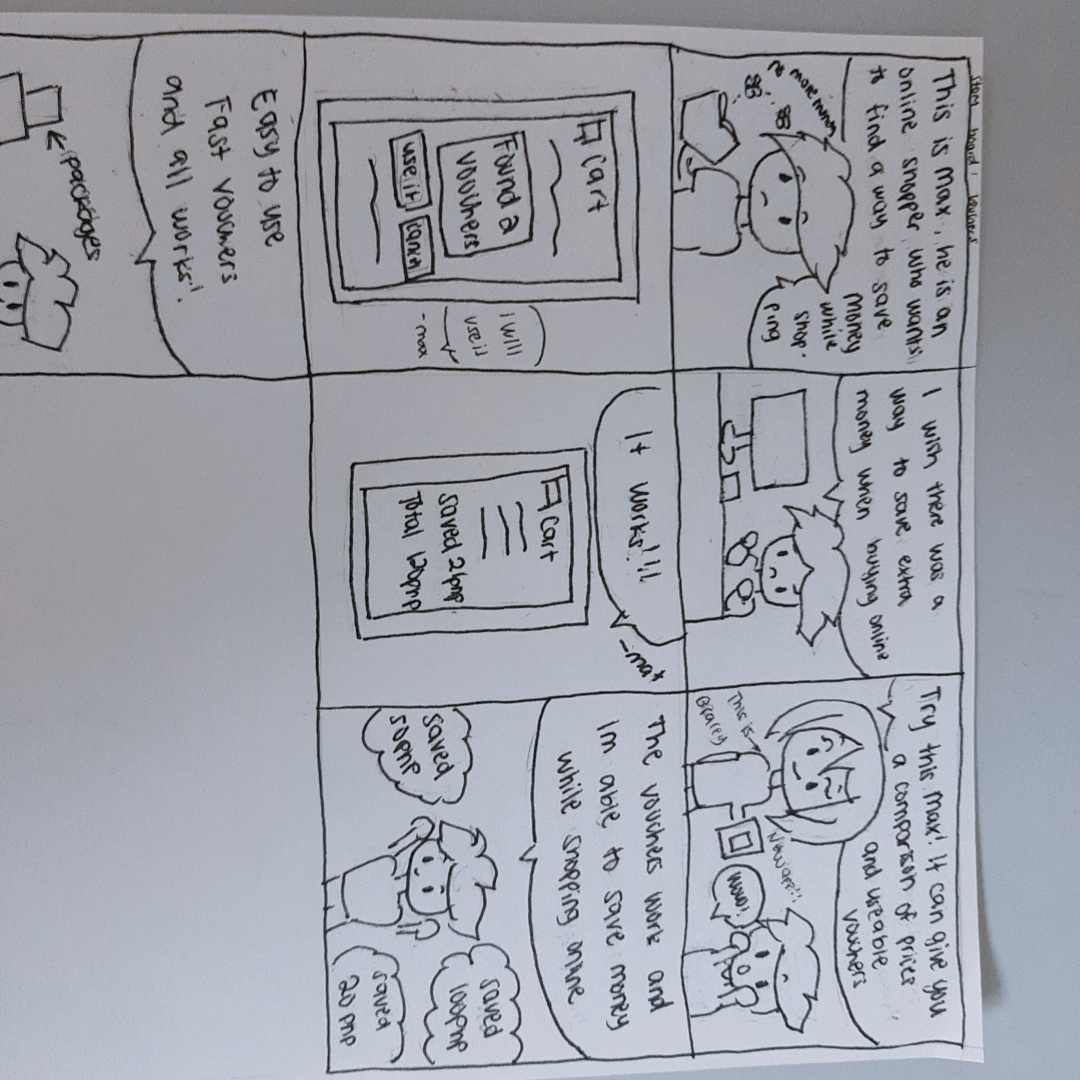 Story board: Vouchers
This is max, he is an
online shopper who wants
to find a way to save
money
while
shop-
ping
no more money
I wish there was a
way to save extra
money when buying online
Try this max! It can give you
a comparison of prices
and useable
vouchers
This is
New app!!
wow!
Cart
Found 2
vouchers
use it
cancel
i will
use it
-max
It works!!!
-max
Cart
saved 21php
Total 120php
The vouchers work and
Im able to save money
while shopping online
saved
50php
saved
100php
saved
20 php
Easy to use
Fast vouchers
and all works!
packages